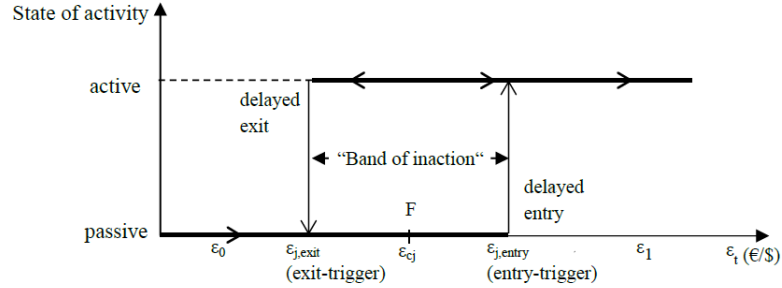 State of activity
active
delayed
exit
“Band of inaction“
delayed
entry
F
passive
ε0 εj,exit εcj εj,entry ε1 εt (€/$)
(exit-trigger) (entry-trigger)